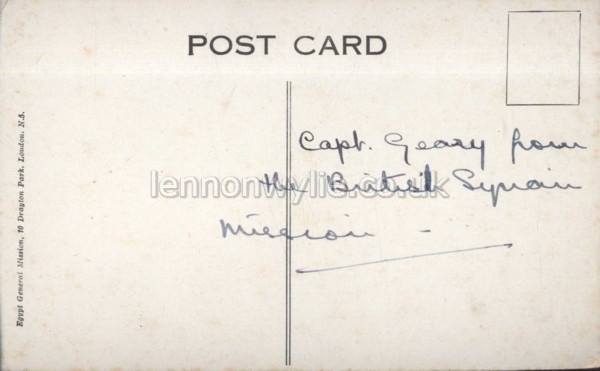 POST CARD
Capt. Geary from
the British Syrian
Mission -
Egypt General Mission, 10 Drayton Park, London. N.5.
lennonwylie.co.uk